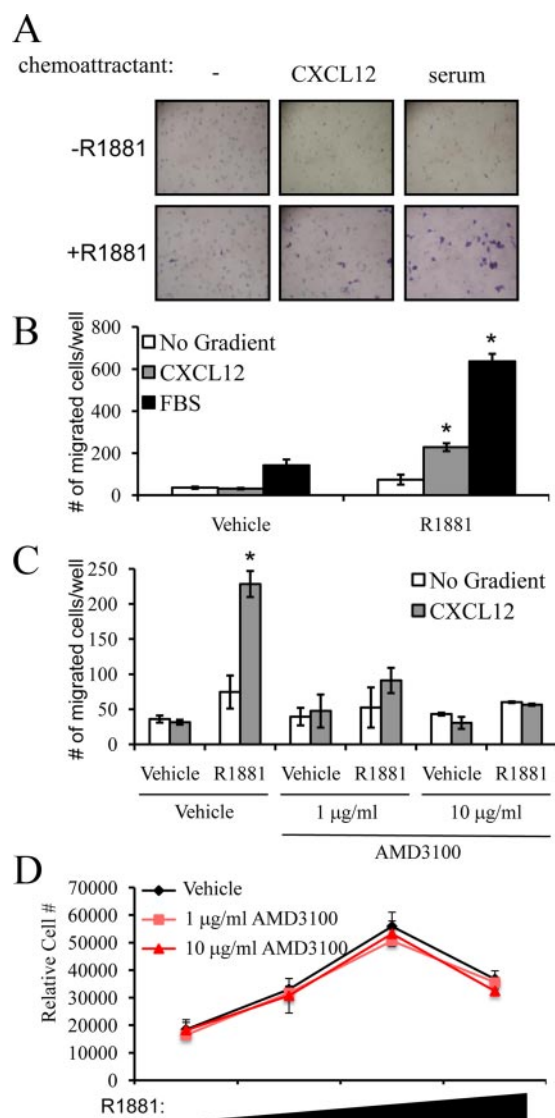 A
chemoattractant: - CXCL12 serum
-R1881
+R1881
B
# of migrated cells/well
800
600
400
200
0
No Gradient
CXCL12
FBS
*
*
Vehicle R1881
C
# of migrated cells/well
250
200
150
100
50
0
*
No Gradient
CXCL12
Vehicle R1881 Vehicle R1881 Vehicle R1881
Vehicle 1 μg/ml 10 μg/ml
AMD3100
D
Relative Cell #
70000
60000
50000
40000
30000
20000
10000
0
Vehicle
1 μg/ml AMD3100
10 μg/ml AMD3100
R1881: